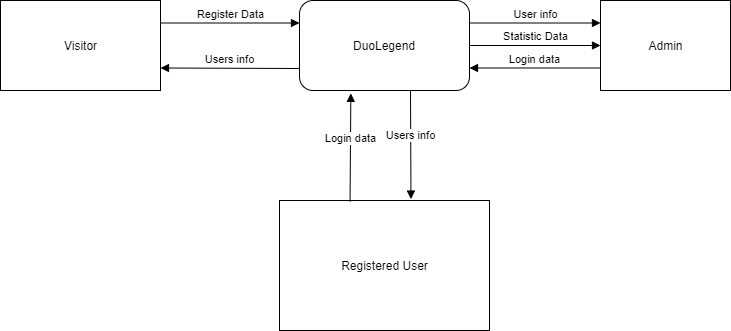 Register Data
User info
Statistic Data
Visitor
DuoLegend
Admin
Users info
Login data
Login data
Users info
Registered User